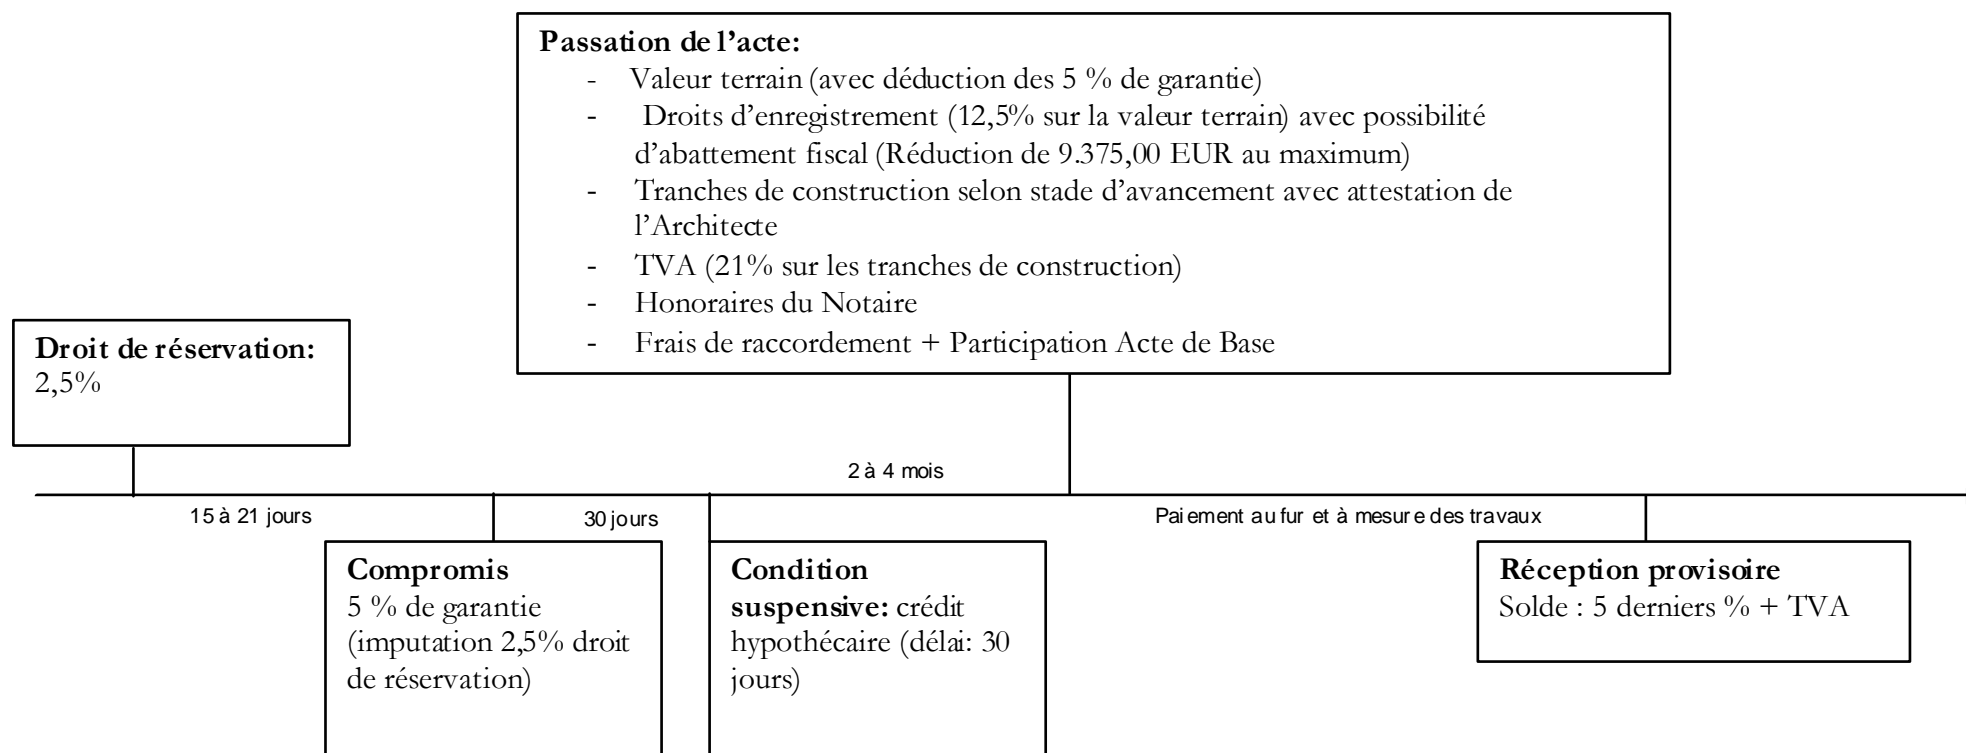 Passation de l’acte:
- Valeur terrain (avec déduction des 5 % de garantie)
- Droits d’enregistrement (12,5% sur la valeur terrain) avec possibilité
d’abattement fiscal (Réduction de 9.375,00 EUR au maximum)
- Tranches de construction selon stade d’avancement avec attestation de
l’Architecte
- TVA (21% sur les tranches de construction)
- Honoraires du Notaire
- Frais de raccordement + Participation Acte de Base
Droit de réservation:
2,5%
2 à 4 mois
15 à 21 jours
30 jours
Paiement au fur et à mesure des travaux
Compromis
5 % de garantie
(imputation 2,5% droit
de réservation)
Condition
suspensive: crédit
hypothécaire (délai: 30
jours)
Réception provisoire
Solde : 5 derniers % + TVA